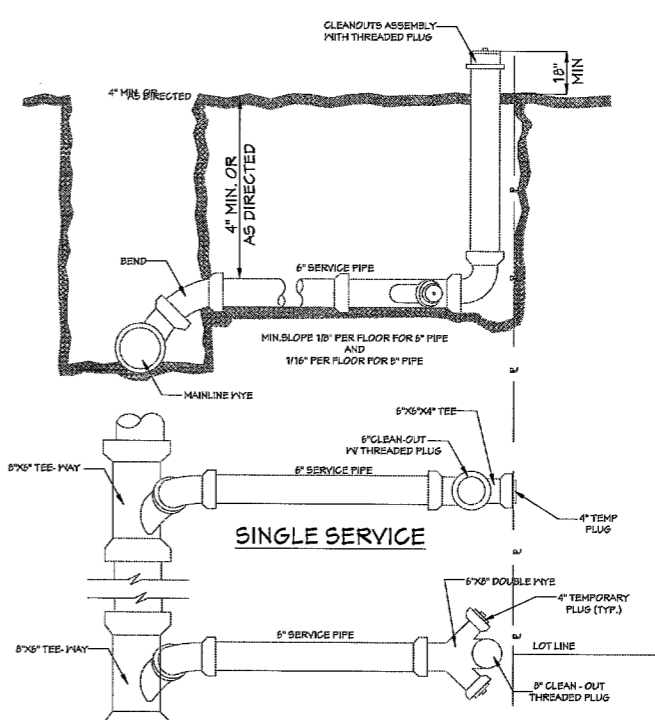 CLEANOUTS ASSEMBLY
WITH THREADED PLUG
18"
MIN
4" MIN. OR
AS DIRECTED
4" MIN. OR
AS DIRECTED
BEND
6" SERVICE PIPE
MIN.SLOPE 1/8" PER FLOOR FOR 6" PIPE
AND
1/16" PER FLOOR FOR 8" PIPE
MAINLINE WYE
6"X6"X4" TEE
6"CLEAN-OUT
W/ THREADED PLUG
8"X6" TEE-WAY
6" SERVICE PIPE
4" TEMP
PLUG
SINGLE SERVICE
6"X8" DOUBLE WYE
4" TEMPORARY
PLUG (TYP.)
6" SERVICE PIPE
8"X6" TEE-WAY
LOT LINE
8" CLEAN - OUT
THREADED PLUG